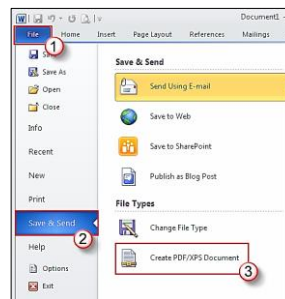 Document1 -
File Home Insert Page Layout References Mailings
1
Save As
Open
Close
Info
Recent
New
Print
Save & Send
2
Help
Options
Exit
Save & Send
Send Using E-mail
Save to Web
Save to SharePoint
Publish as Blog Post
File Types
Change File Type
Create PDF/XPS Document
3